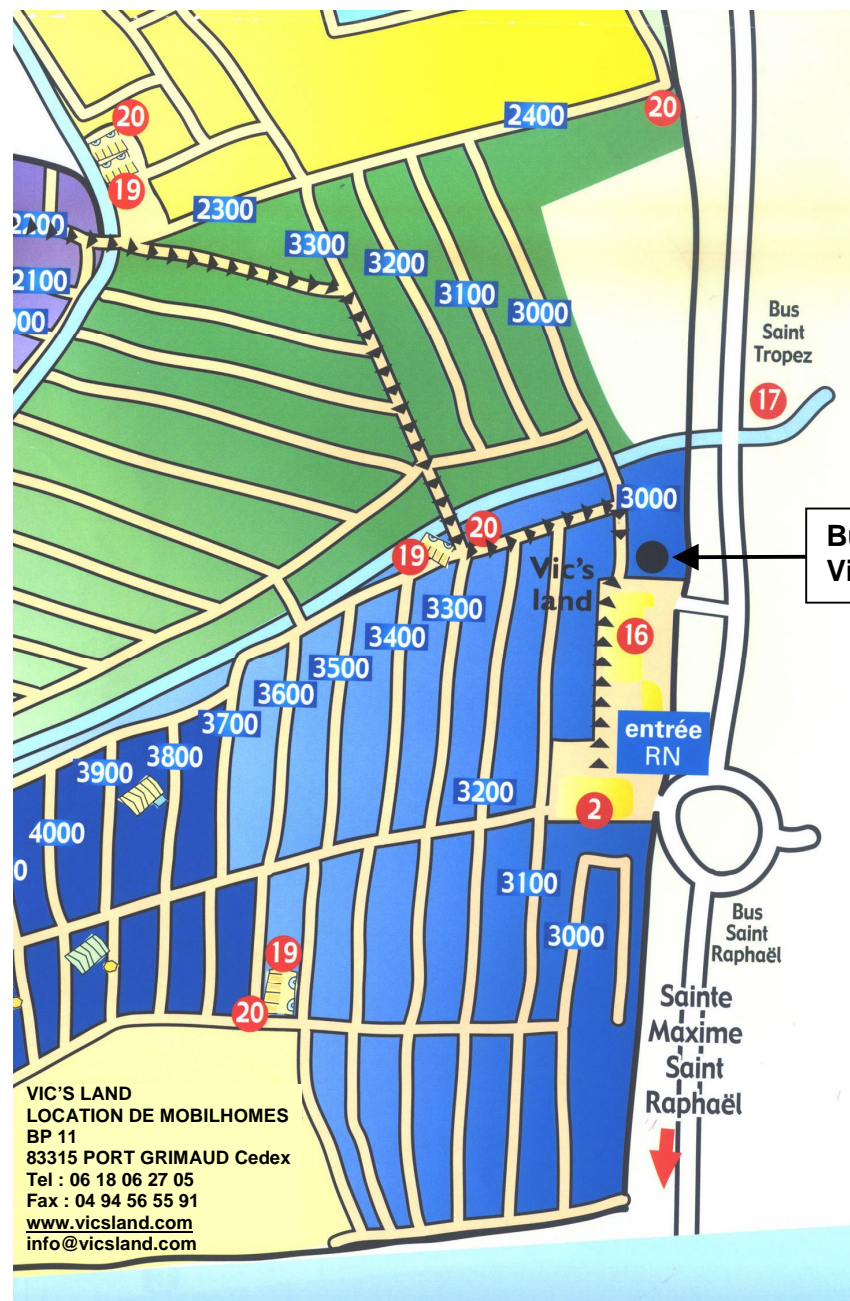 20
2400
20
19
2300
2200
3300
3200
2100
3100
3000
Bus
Saint
Tropez
17
3000
20
19
Vic's
land
3300
16
3400
3500
3600
3700
entrée
RN
3800
3900
3200
2
4000
3100
Bus
Saint
Raphaël
3000
19
Sainte
Maxime
Saint
Raphaël
20
VIC'S LAND
LOCATION DE MOBILHOMES
BP 11
83315 PORT GRIMAUD Cedex
Tel : 06 18 06 27 05
Fax : 04 94 56 55 91
www.vicsland.com
info@vicsland.com